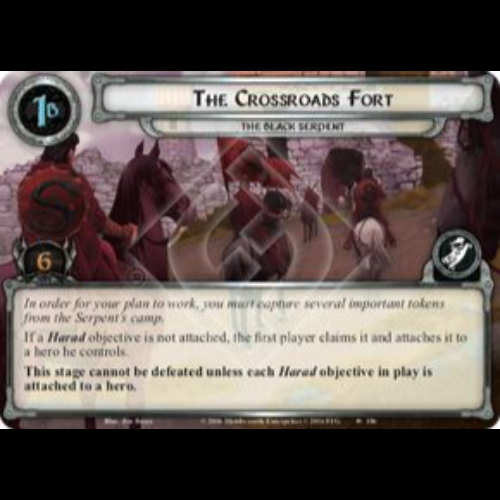 1B
THE CROSSROADS FORT
THE BLACK SERPENT
S
6
In order for your plan to work, you must capture several important tokens
from the Serpent's camp.
If a Harad objective is not attached, the first player claims it and attaches it to
a hero he controls.
This stage cannot be defeated unless each Harad objective in play is
attached to a hero.